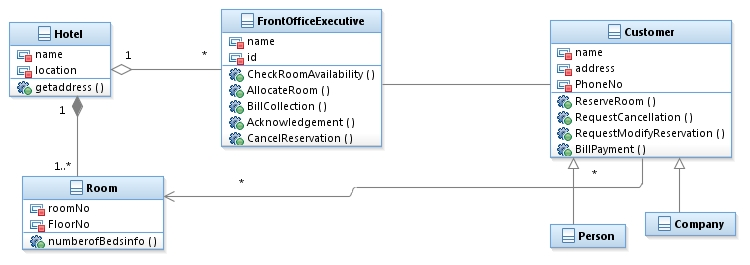 Hotel
name
location
getaddress ()
1
*
FrontOfficeExecutive
name
id
CheckRoomAvailability ()
AllocateRoom ()
BillCollection ()
Acknowledgement ()
CancelReservation ()
Customer
name
address
PhoneNo
ReserveRoom ()
RequestCancellation ()
RequestModifyReservation ()
BillPayment ()
1
1..*
Room
roomNo
FloorNo
numberofBedsinfo ()
*
*
Person
Company